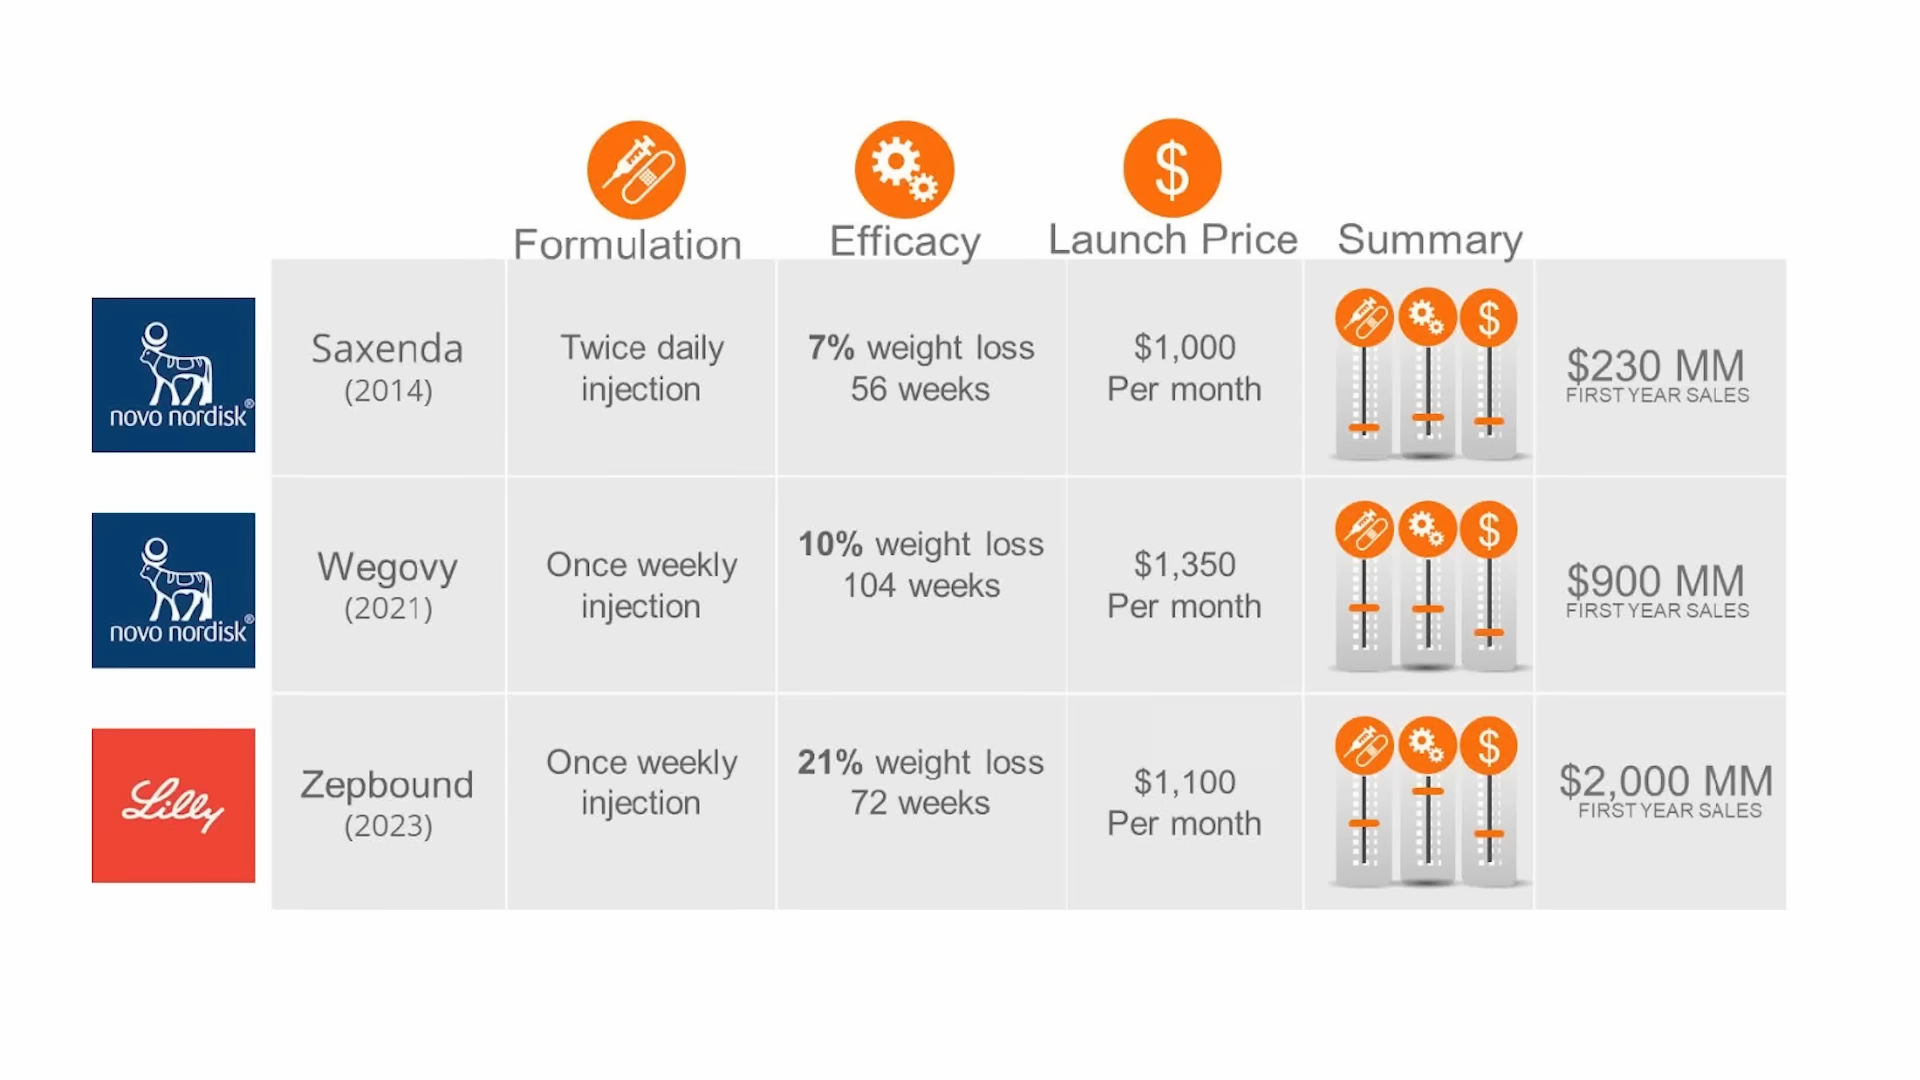 Formulation
Efficacy
Launch Price
Summary
novo nordisk®
Saxenda
(2014)
Twice daily
injection
7% weight loss
56 weeks
$1,000
Per month
$
$230 MM
FIRST YEAR SALES
novo nordisk®
Wegovy
(2021)
Once weekly
injection
10% weight loss
104 weeks
$1,350
Per month
$
$900 MM
FIRST YEAR SALES
Lilly
Zepbound
(2023)
Once weekly
injection
21% weight loss
72 weeks
$1,100
Per month
$
$2,000 MM
FIRST YEAR SALES